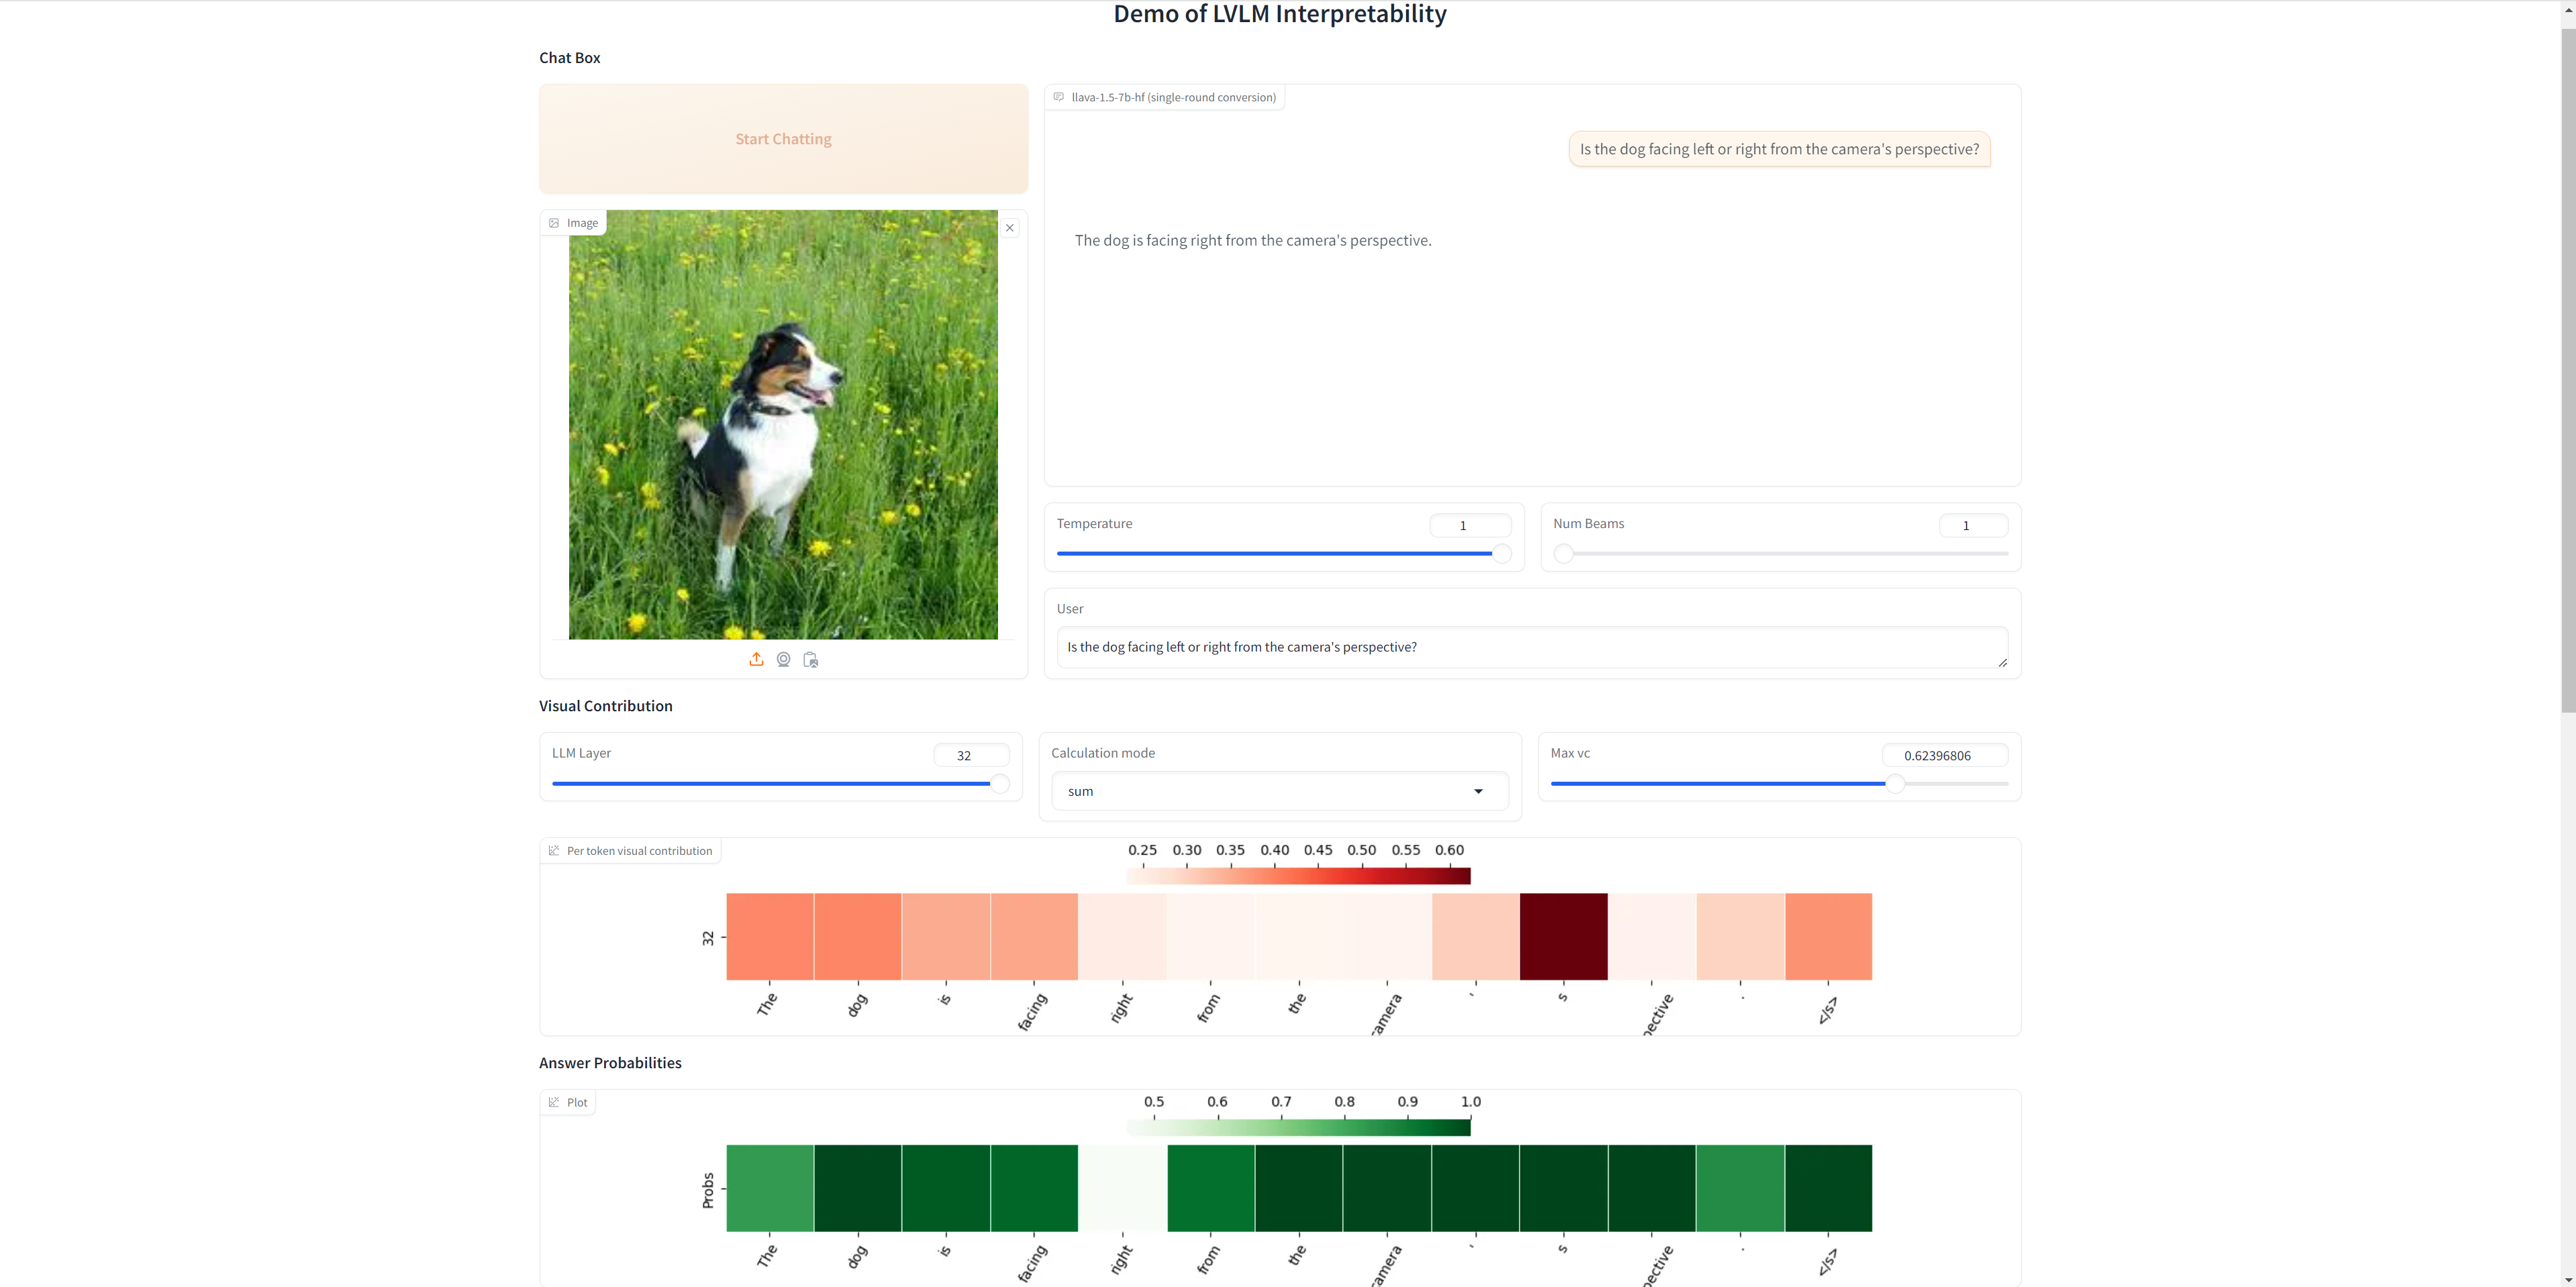 Demo of LVLM Interpretability
Chat Box
Start Chatting
Image
llava-1.5-7b-hf (single-round conversion)
Is the dog facing left or right from the camera's perspective?
The dog is facing right from the camera's perspective.
Temperature
1
Num Beams
1
User
Is the dog facing left or right from the camera's perspective?
Visual Contribution
LLM Layer
32
Calculation mode
sum
Max vc
0.62396806
Per token visual contribution
0.25 0.30 0.35 0.40 0.45 0.50 0.55 0.60
32
The dog is facing right from the amera ' s pective . </s>
Answer Probabilities
Plot
0.5 0.6 0.7 0.8 0.9 1.0
Probs
The dog is facing right from the amera ' s pective . </s>